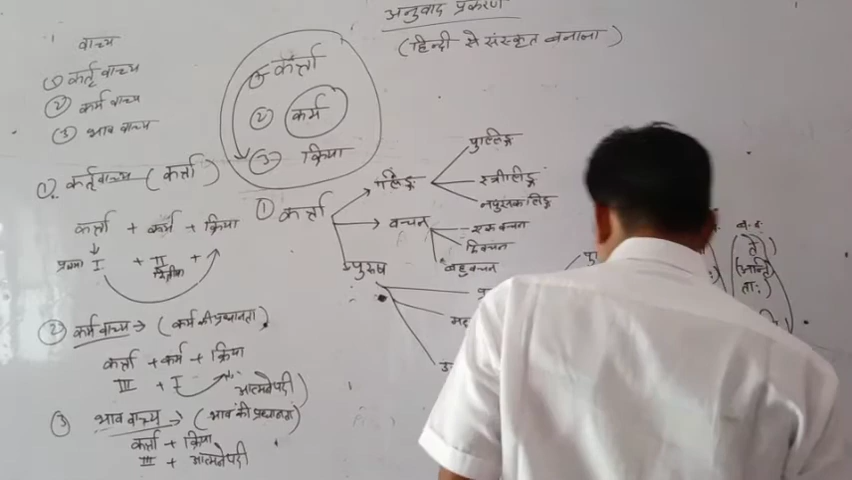 अनुवाद प्रकरण
(हिन्दी से संस्कृत बनाना)
वाच्य
① कर्तृवाच्य
② कर्म वाच्य
③ भाव वाच्य
① कर्त्ता
② कर्म
③ क्रिया
① कर्तृवाच्य (कर्त्ता)
कर्त्ता + कर्म + क्रिया
प्रथमा I + II +
द्वितीया
② कर्म वाच्य → (कर्म की प्रधानता)
कर्त्ता + कर्म + क्रिया
III + I आत्मनेपदी)
③ भाव वाच्य → (भाव की प्रधानता)
कर्त्ता + क्रिया
III + आत्मनेपदी
① कर्त्ता
लिङ्ग
पुल्लिङ्ग
स्त्रीलिङ्ग
नपुंसकलिङ्ग
वचन
एकवचन
द्विवचन
बहुवचन
पुरुष
ब.व.
ते
ताः